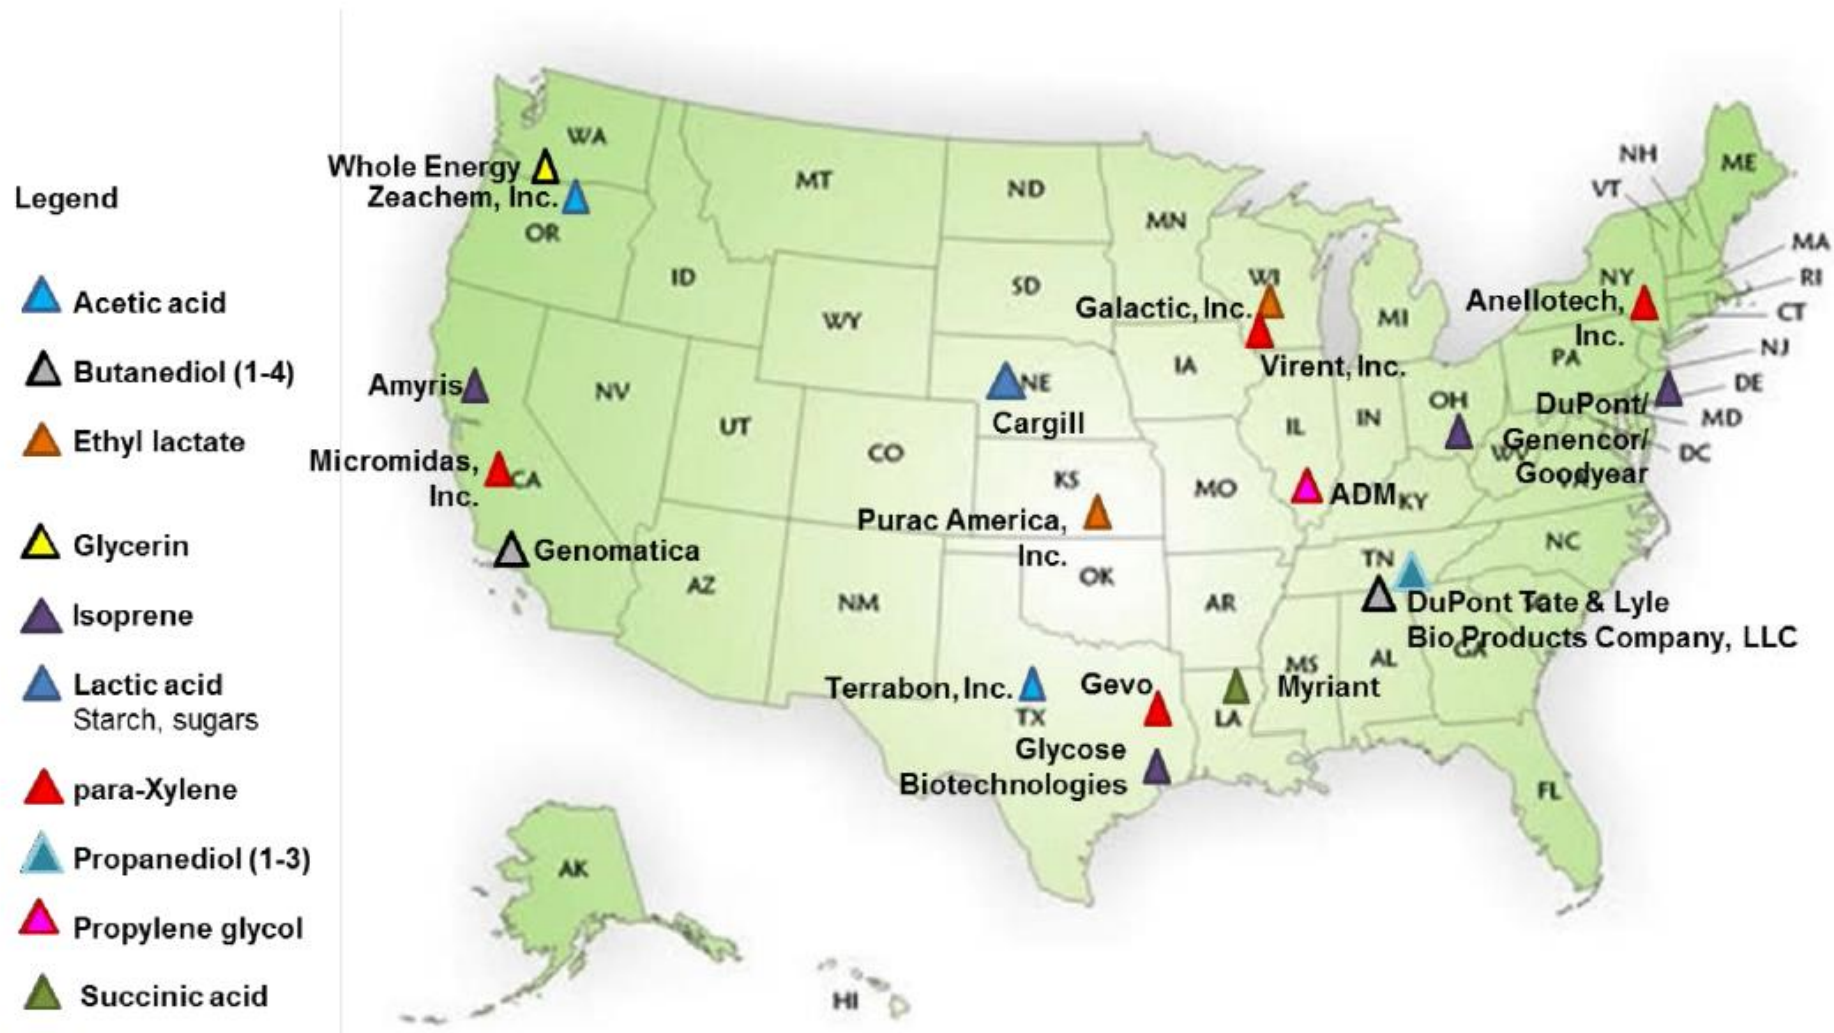 Legend
Acetic acid
Butanediol (1-4)
Ethyl lactate
Glycerin
Isoprene
Lactic acid
Starch, sugars
para-Xylene
Propanediol (1-3)
Propylene glycol
Succinic acid
WA
Whole Energy
Zeachem, Inc.
OR
MT
ID
WY
ND
SD
MN
WI
Galactic, Inc.
Virent, Inc.
MI
NH
VT
ME
MA
RI
CT
NJ
DE
MD
DC
NY
Anellotech,
Inc.
PA
Amyris
NV
UT
CO
NE
Cargill
IA
IL
IN
OH
DuPont/
Genencor/
Goodyear
WV
VA
Micromidas,
Inc.
CA
KS
MO
ADM
KY
Purac America,
Inc.
Genomatica
AZ
NM
OK
AR
TN
NC
SC
DuPont Tate & Lyle
Bio Products Company, LLC
GA
MS
AL
Terrabon, Inc.
TX
Gevo
Myriant
LA
Glycose
Biotechnologies
FL
AK
HI